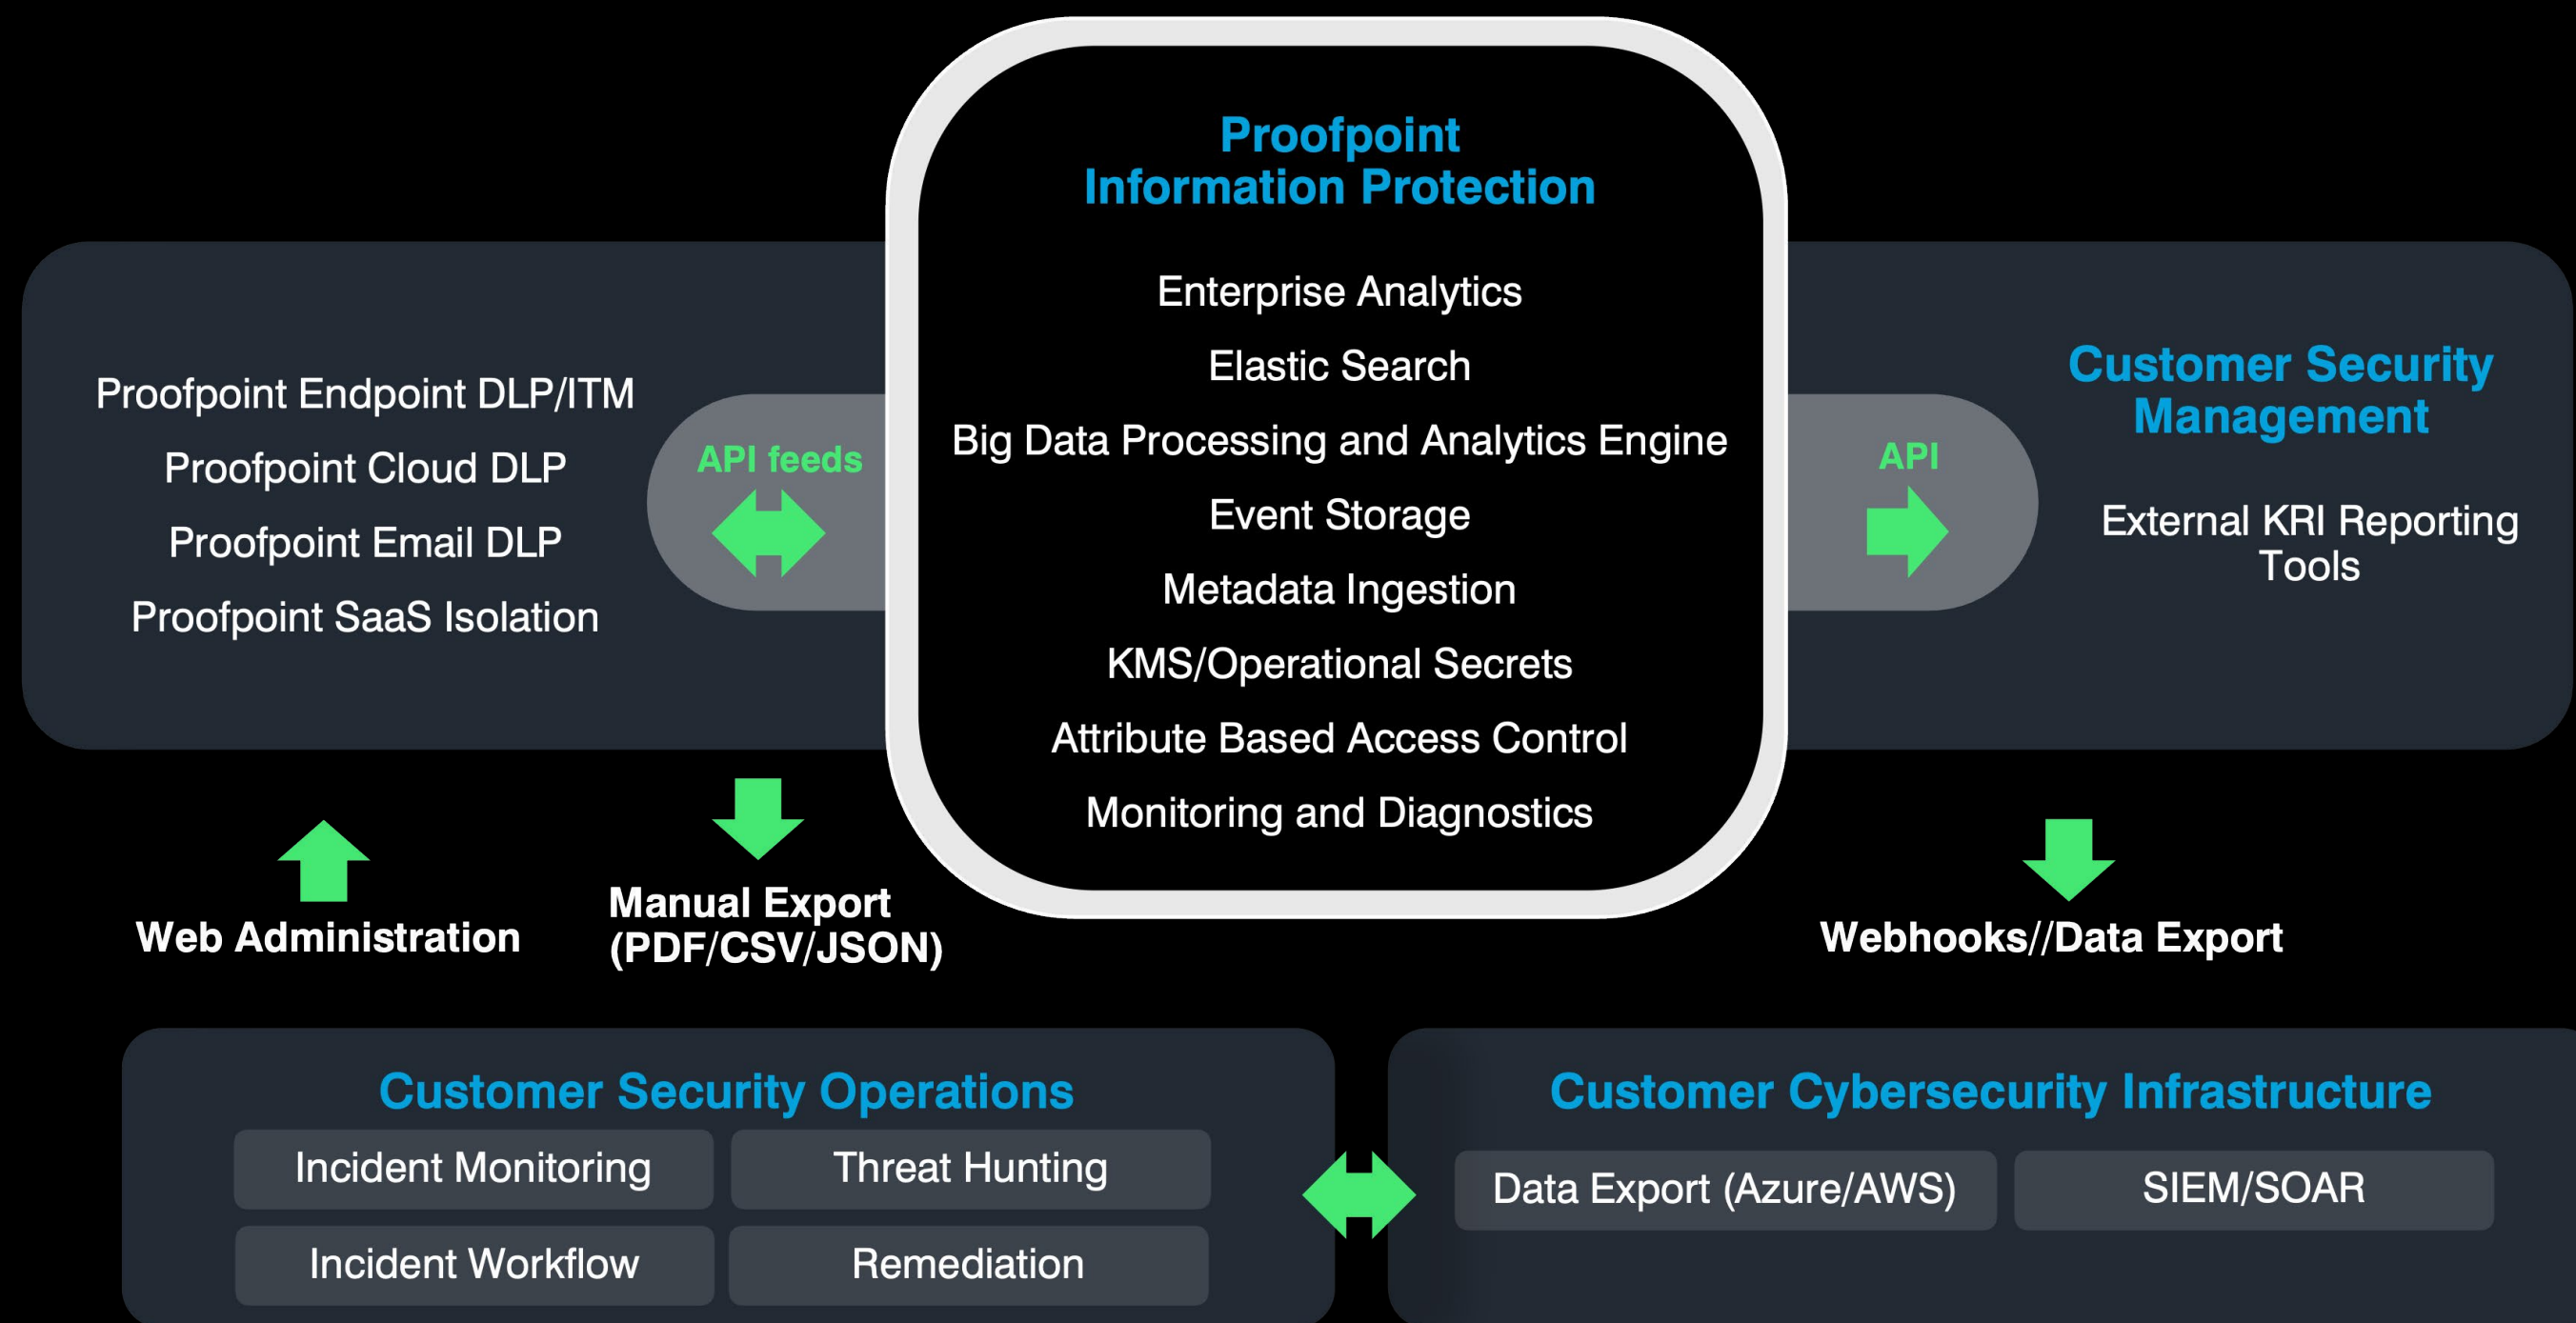 Proofpoint
Information Protection
Enterprise Analytics
Elastic Search
Big Data Processing and Analytics Engine
Event Storage
Metadata Ingestion
KMS/Operational Secrets
Attribute Based Access Control
Monitoring and Diagnostics
Proofpoint Endpoint DLP/ITM
Proofpoint Cloud DLP
Proofpoint Email DLP
Proofpoint SaaS Isolation
API feeds
API
Customer Security
Management
External KRI Reporting
Tools
Web Administration
Manual Export
(PDF/CSV/JSON)
Webhooks//Data Export
Customer Security Operations
Incident Monitoring
Threat Hunting
Incident Workflow
Remediation
Customer Cybersecurity Infrastructure
Data Export (Azure/AWS)
SIEM/SOAR